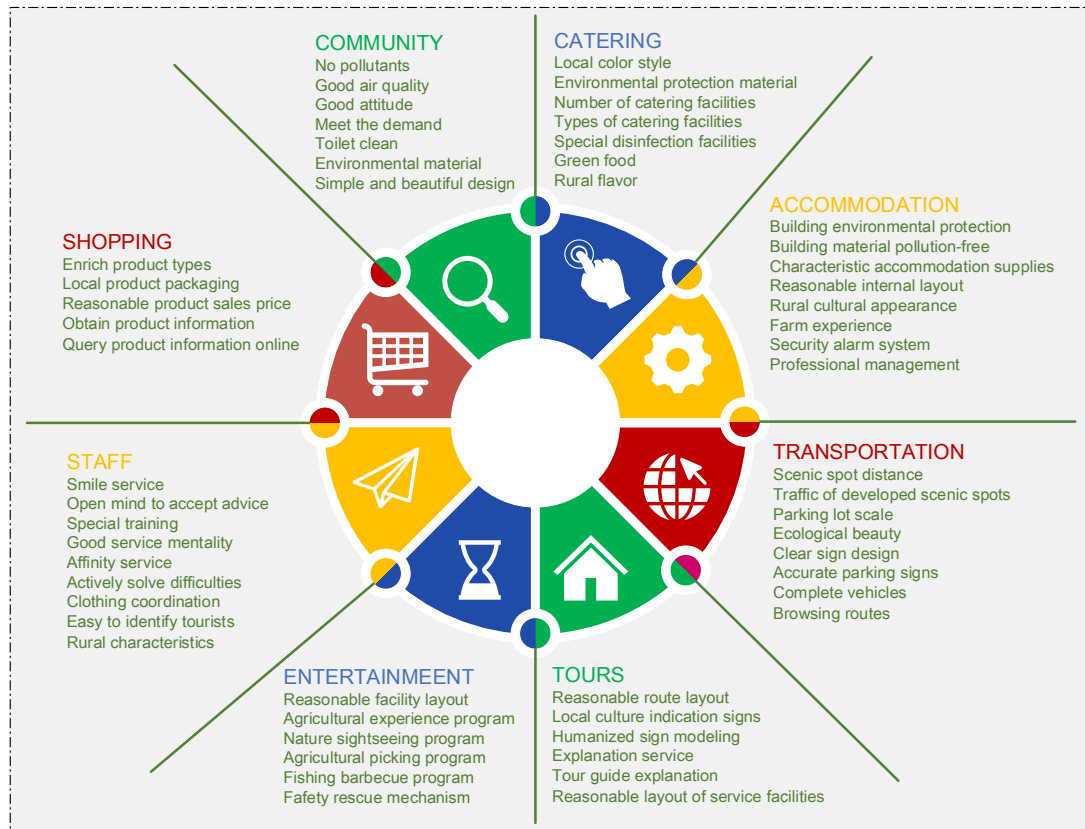 COMMUNITY
No pollutants
Good air quality
Good attitude
Meet the demand
Toilet clean
Environmental material
Simple and beautiful design
CATERING
Local color style
Environmental protection material
Number of catering facilities
Types of catering facilities
Special disinfection facilities
Green food
Rural flavor
SHOPPING
Enrich product types
Local product packaging
Reasonable product sales price
Obtain product information
Query product information online
ACCOMMODATION
Building environmental protection
Building material pollution-free
Characteristic accommodation supplies
Reasonable internal layout
Rural cultural appearance
Farm experience
Security alarm system
Professional management
STAFF
Smile service
Open mind to accept advice
Special training
Good service mentality
Affinity service
Actively solve difficulties
Clothing coordination
Easy to identify tourists
Rural characteristics
TRANSPORTATION
Scenic spot distance
Traffic of developed scenic spots
Parking lot scale
Ecological beauty
Clear sign design
Accurate parking signs
Complete vehicles
Browsing routes
ENTERTAINMEENT
Reasonable facility layout
Agricultural experience program
Nature sightseeing program
Agricultural picking program
Fishing barbecue program
Fafety rescue mechanism
TOURS
Reasonable route layout
Local culture indication signs
Humanized sign modeling
Explanation service
Tour guide explanation
Reasonable layout of service facilities